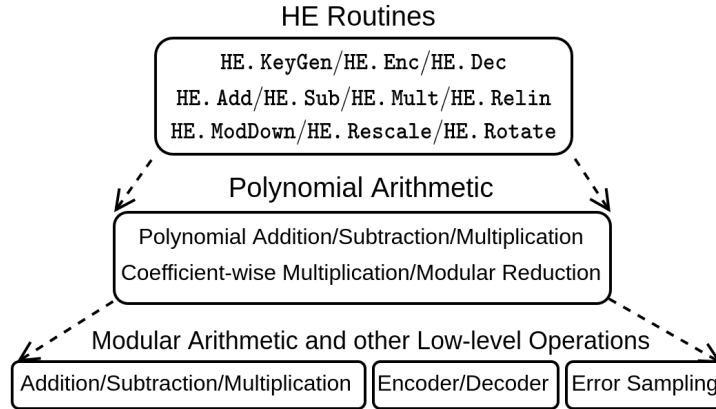 HE Routines
HE.KeyGen/HE.Enc/HE.Dec
HE.Add/HE.Sub/HE.Mult/HE.Relin
HE.ModDown/HE.Rescale/HE.Rotate
Polynomial Arithmetic
Polynomial Addition/Subtraction/Multiplication
Coefficient-wise Multiplication/Modular Reduction
Modular Arithmetic and other Low-level Operations
Addition/Subtraction/Multiplication Encoder/Decoder Error Sampling